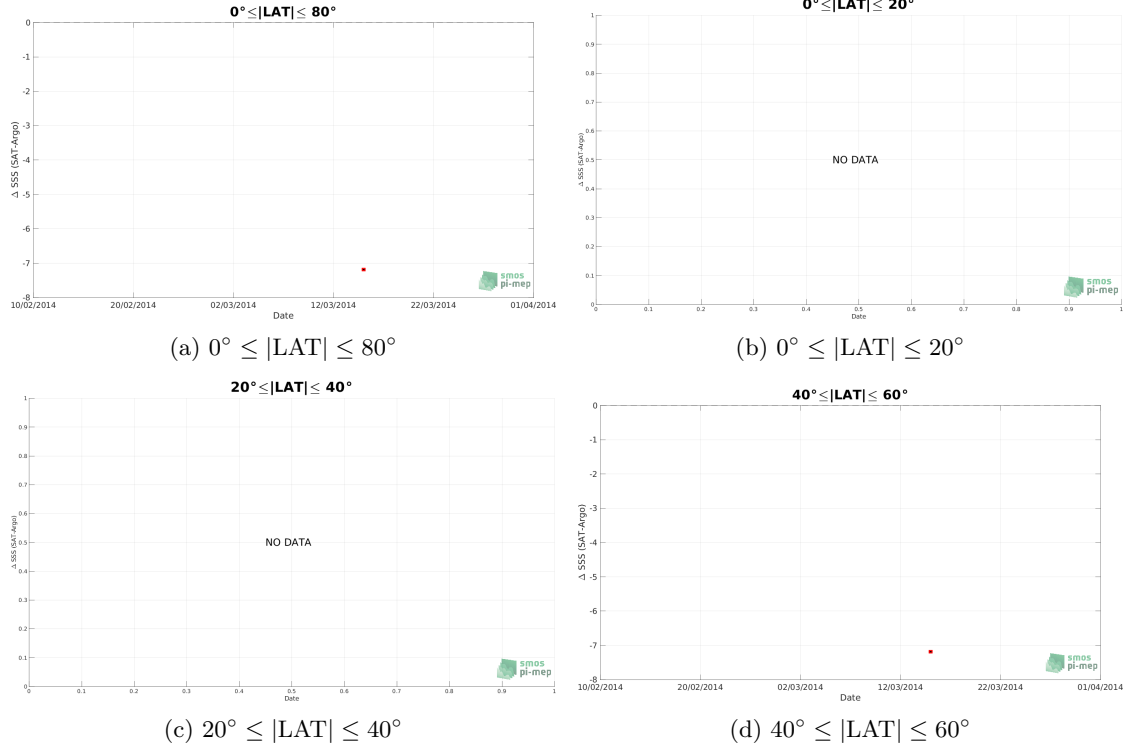 0°≤|LAT|≤ 80°
0
-1
-2
-3
-4
-5
-6
-7
-8
Δ SSS (SAT-Argo)
10/02/2014 20/02/2014 02/03/2014 12/03/2014 22/03/2014 01/04/2014
Date
smos
pi-mep
(a) 0° ≤ |LAT| ≤ 80°
0°≤|LAT|≤ 20°
1
0.9
0.8
0.7
0.6
0.5
0.4
0.3
0.2
0.1
0
Δ SSS (SAT-Argo)
NO DATA
0 0.1 0.2 0.3 0.4 0.5 0.6 0.7 0.8 0.9 1
Date
smos
pi-mep
(b) 0° ≤ |LAT| ≤ 20°
20°≤|LAT|≤ 40°
1
0.9
0.8
0.7
0.6
0.5
0.4
0.3
0.2
0.1
0
Δ SSS (SAT-Argo)
NO DATA
0 0.1 0.2 0.3 0.4 0.5 0.6 0.7 0.8 0.9 1
Date
smos
pi-mep
(c) 20° ≤ |LAT| ≤ 40°
40°≤|LAT|≤ 60°
0
-1
-2
-3
-4
-5
-6
-7
-8
Δ SSS (SAT-Argo)
10/02/2014 20/02/2014 02/03/2014 12/03/2014 22/03/2014 01/04/2014
Date
smos
pi-mep
(d) 40° ≤ |LAT| ≤ 60°